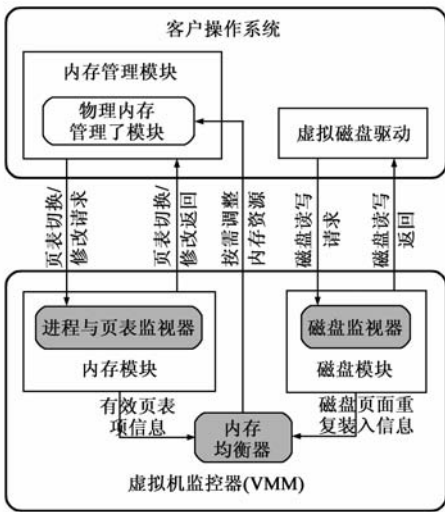 客户操作系统
内存管理模块
物理内存
管理了模块
虚拟磁盘驱动
页表切换/
修改请求
页表切换/
修改返回
按需调整
内存资源
磁盘读写
请求
磁盘读写
返回
进程与页表监视器
内存模块
磁盘监视器
磁盘模块
有效页表
项信息
内存
均衡器
磁盘页面重
复装入信息
虚拟机监控器(VMM)